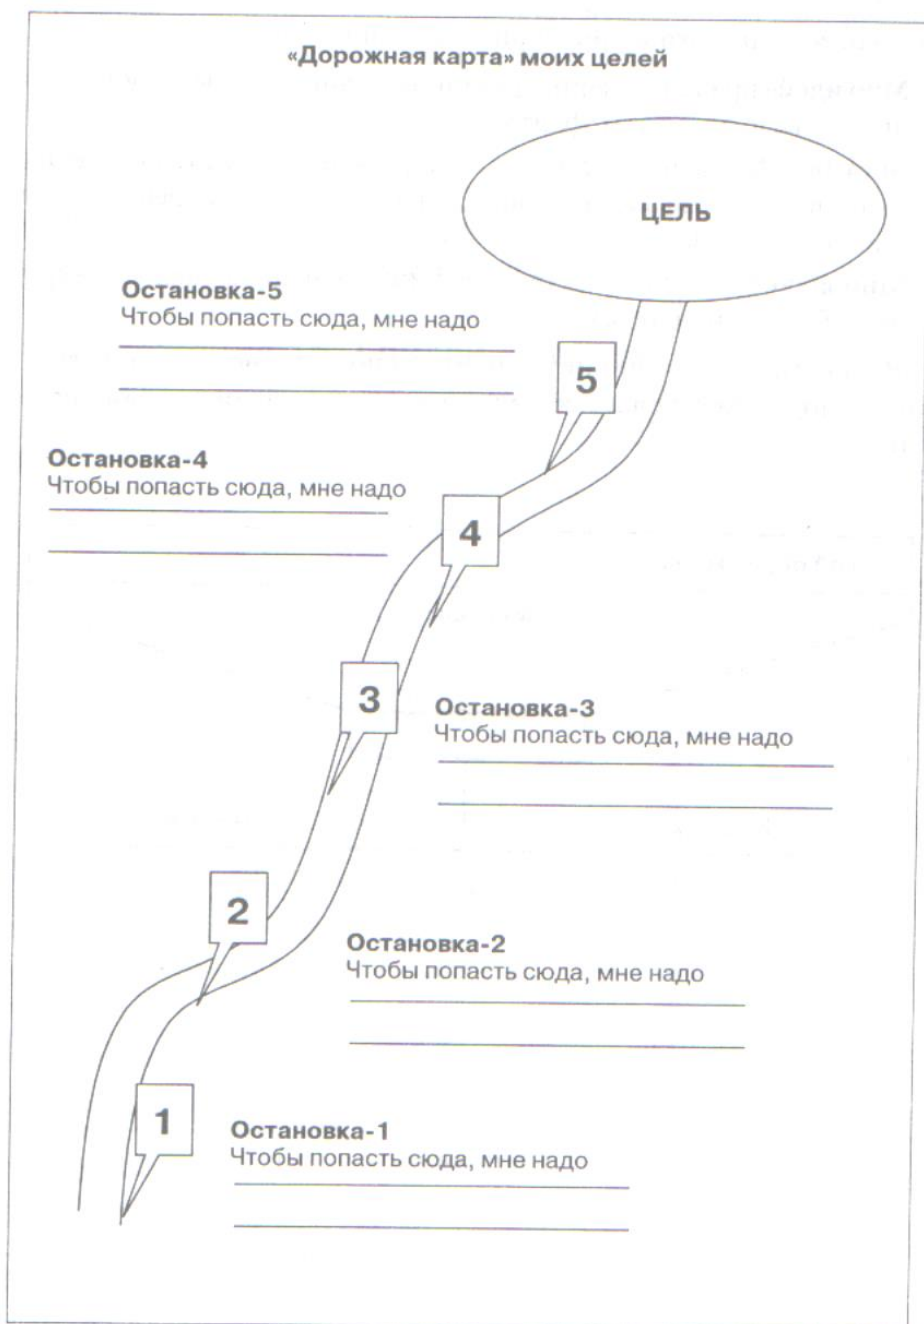 «Дорожная карта» моих целей
ЦЕЛЬ
Остановка-5
Чтобы попасть сюда, мне надо
5
Остановка-4
Чтобы попасть сюда, мне надо
4
3
Остановка-3
Чтобы попасть сюда, мне надо
2
Остановка-2
Чтобы попасть сюда, мне надо
1
Остановка-1
Чтобы попасть сюда, мне надо